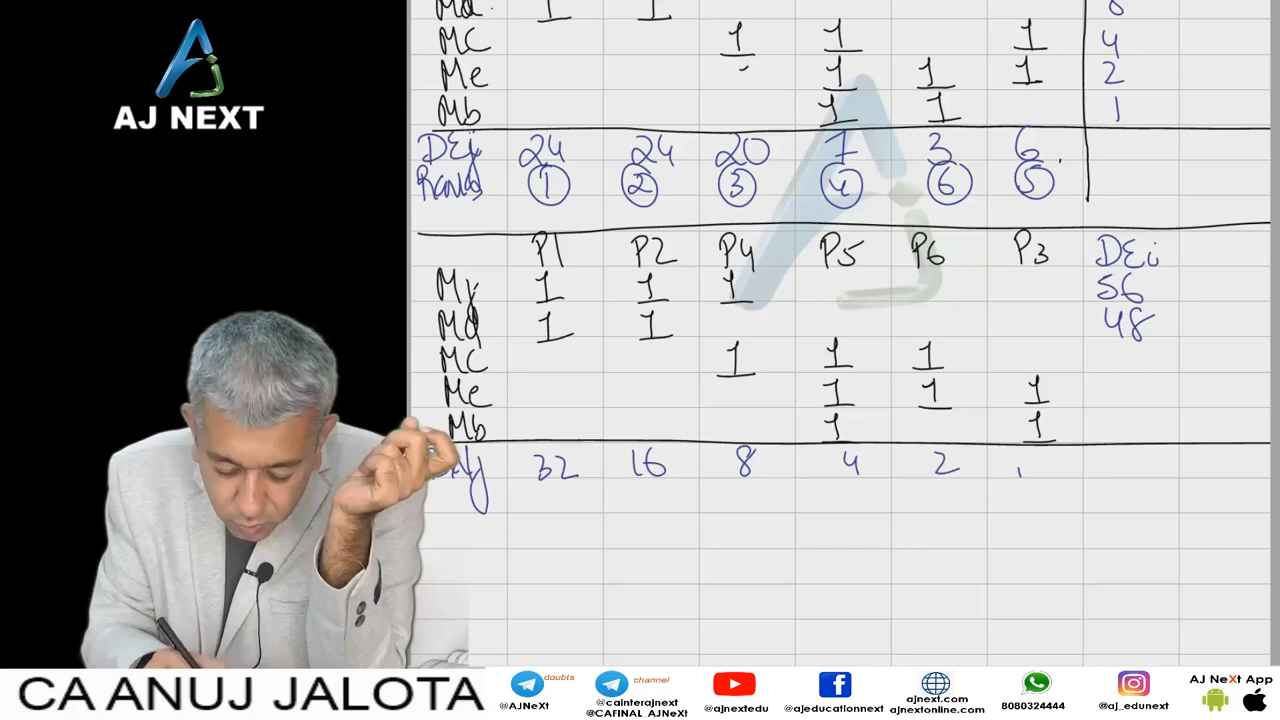 AJ NEXT
Md 1 1 8
MC 1 1 1 4
Me 1 1 1 2
Mb 1 1 1
DEj 24 24 20 7 3 6
Ranks 1 2 3 4 6 5
P1 P2 P4 P5 P6 P3 DEi
1 1 1 56
Md 1 1 48
MC 1 1 1
Me 1 1 1
Mb 1 1
32 16 8 4 2
CA ANUJ JALOTA
doubts
@AJNeXt
channel
@cainterajnext
@CAFINAL_AJNeXt
@ajnextedu
@ajeducationnext
ajnext.com
ajnextonline.com
8080324444
@aj_edunext
AJ NeXt App